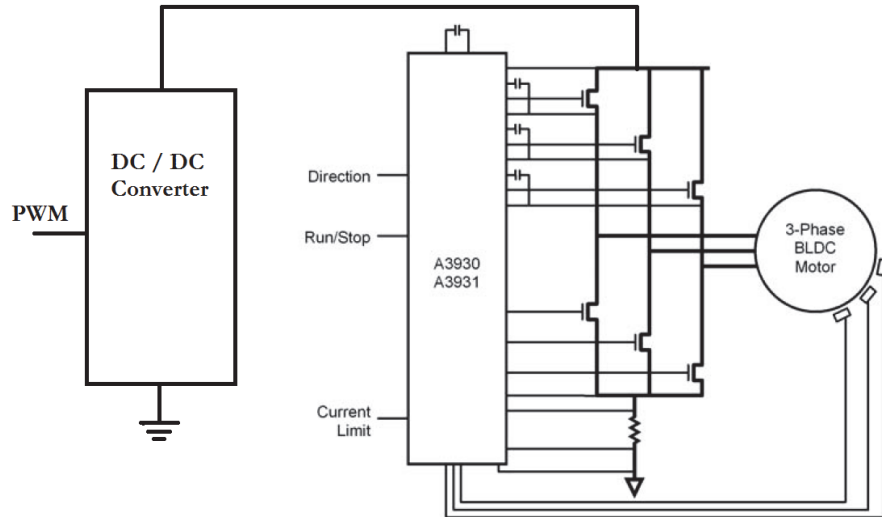 DC / DC
Converter
PWM
Direction
Run/Stop
A3930
A3931
Current
Limit
3-Phase
BLDC
Motor